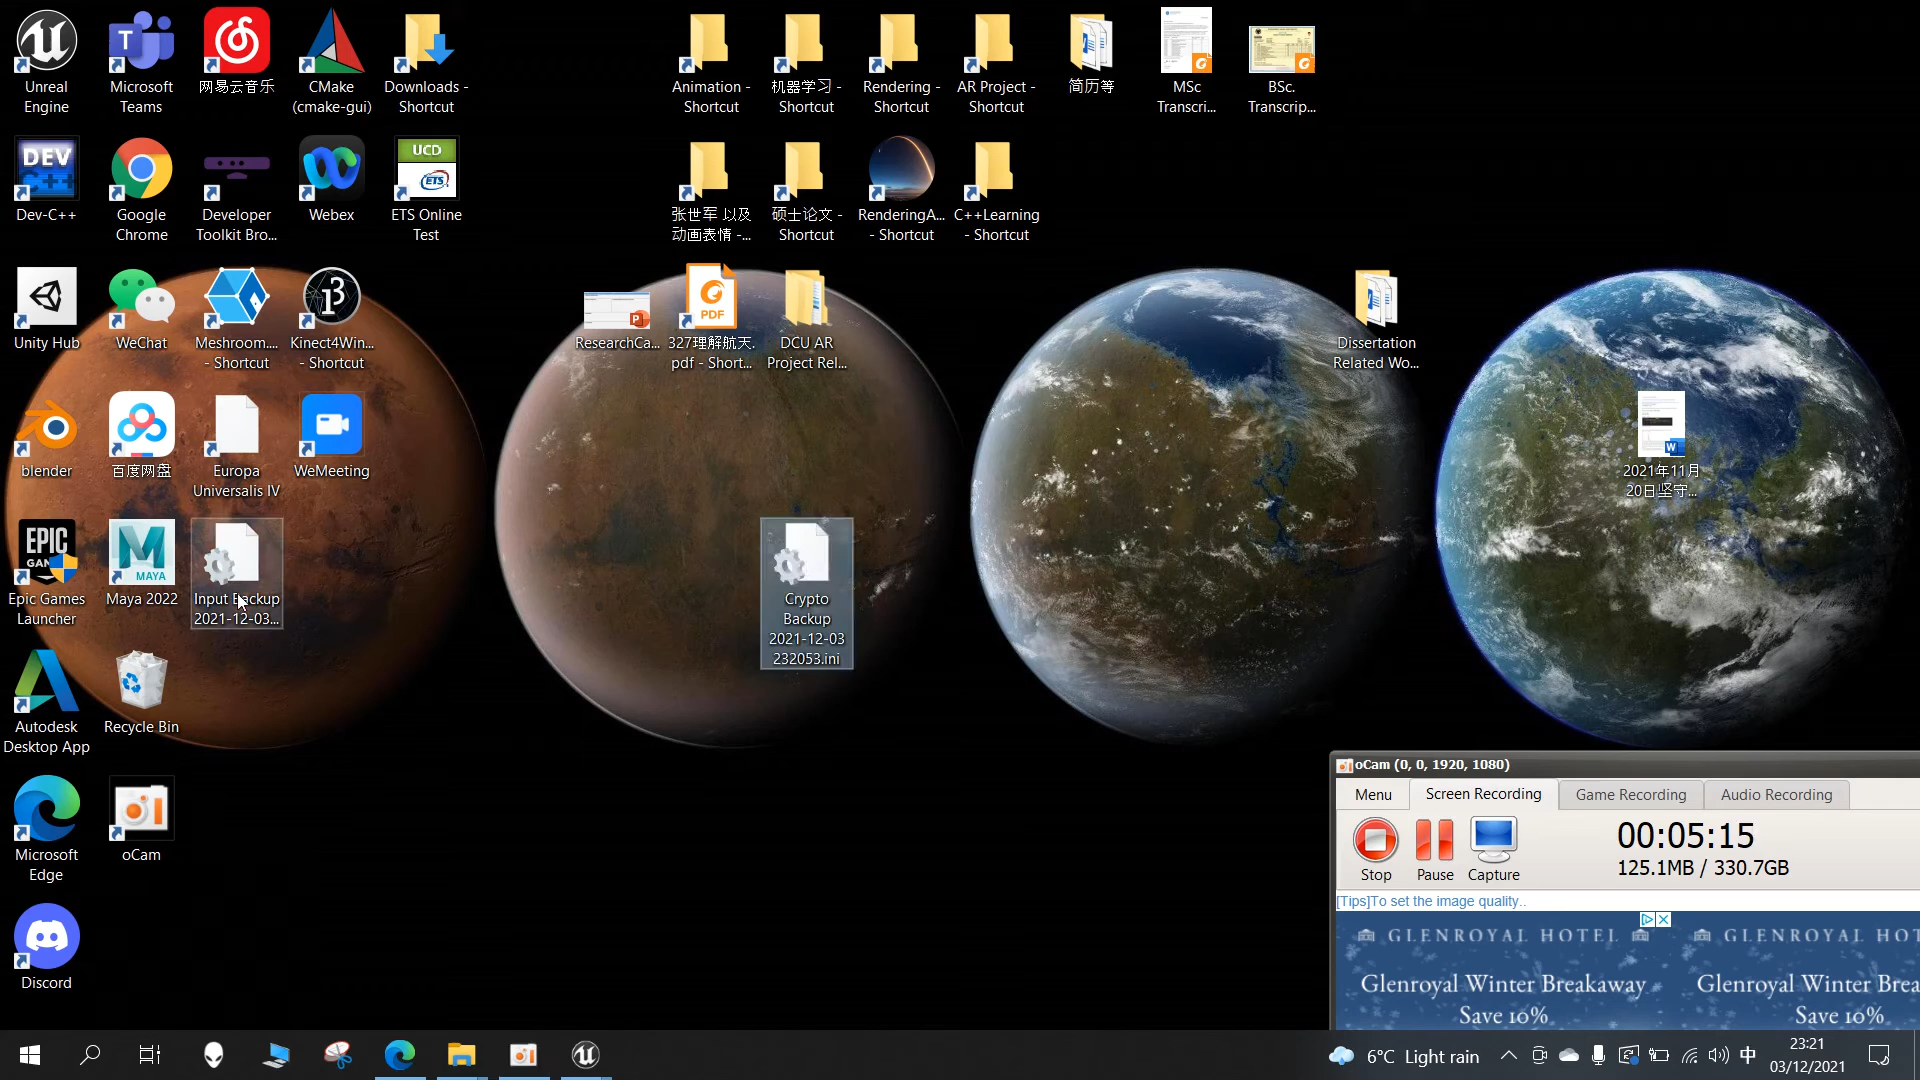 Unreal
Engine
Microsoft
Teams
网易云音乐
CMake
(cmake-gui)
Downloads -
Shortcut
Animation -
Shortcut
机器学习 -
Shortcut
Rendering -
Shortcut
AR Project -
Shortcut
简历等
MSc
Transcri...
BSc.
Transcrip...
DEV
C++
Dev-C++
Google
Chrome
Developer
Toolkit Bro...
Webex
UCD
ETS
ETS Online
Test
张世军 以及
动画表情 -...
硕士论文 -
Shortcut
RenderingA...
- Shortcut
C++Learning
- Shortcut
Unity Hub
WeChat
Meshroom....
- Shortcut
Kinect4Win...
- Shortcut
ResearchCa...
PDF
327理解航天.
pdf - Short...
DCU AR
Project Rel...
Dissertation
Related Wo...
blender
百度网盘
Europa
Universalis IV
WeMeeting
2021年11月
20日坚守...
EPIC
Epic Games
Launcher
MAYA
Maya 2022
Input Backup
2021-12-03...
Crypto
Backup
2021-12-03
232053.ini
Autodesk
Desktop App
Recycle Bin
Microsoft
Edge
oCam
Discord
oCam (0, 0, 1920, 1080)
Menu
Screen Recording
Game Recording
Audio Recording
Stop
Pause
Capture
00:05:15
125.1MB / 330.7GB
[Tips]To set the image quality..
GLENROYAL HOTEL
GLENROYAL HOT
Glenroyal Winter Breakaway
Save 10%
Glenroyal Winter Brea
Save 10%
6°C Light rain
中
23:21
03/12/2021